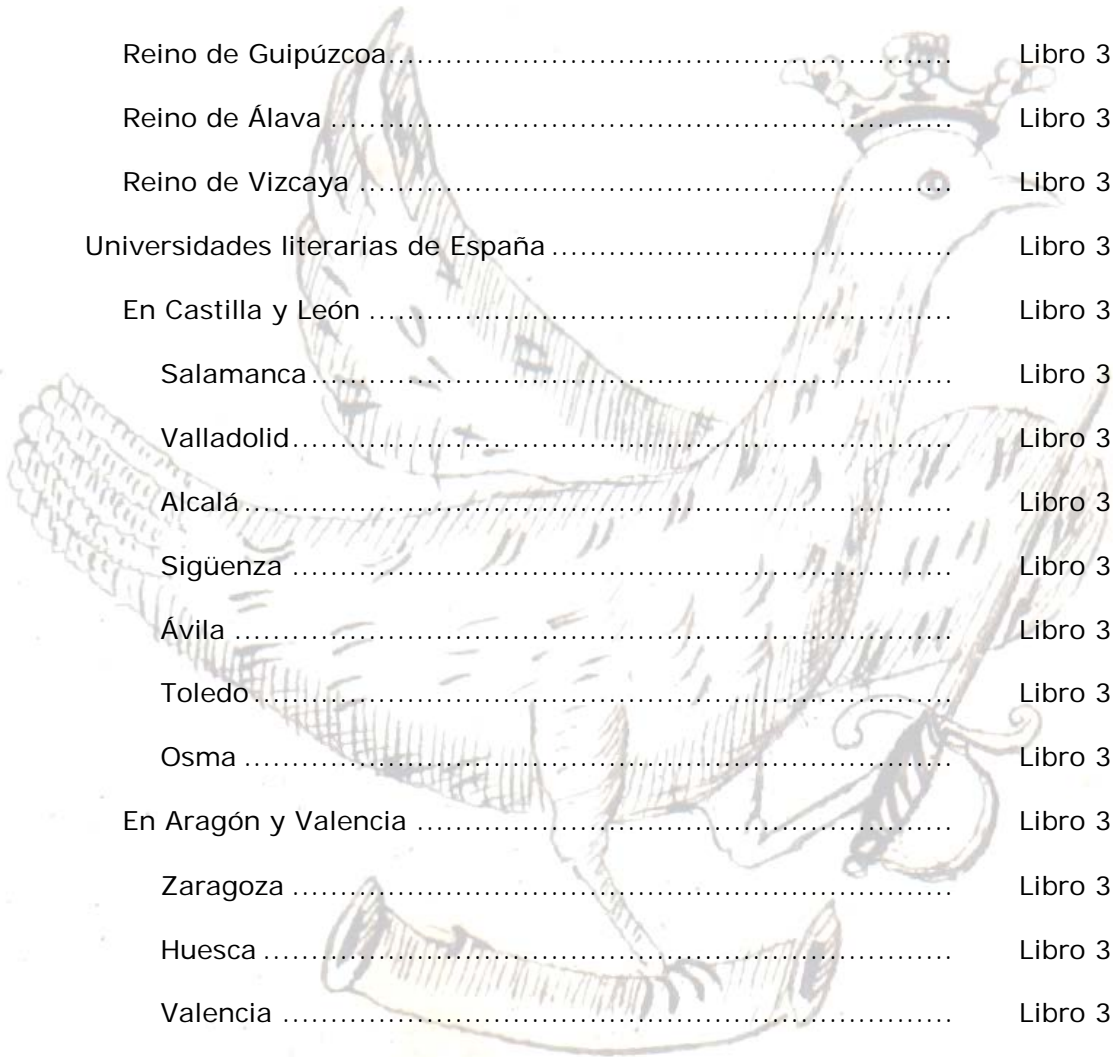 Reino de Guipúzcoa........................................................... Libro 3
Reino de Álava ................................................................. Libro 3
Reino de Vizcaya .............................................................. Libro 3
Universidades literarias de España .......................................... Libro 3
En Castilla y León ............................................................. Libro 3
Salamanca.................................................................... Libro 3
Valladolid...................................................................... Libro 3
Alcalá........................................................................... Libro 3
Sigüenza ...................................................................... Libro 3
Ávila ............................................................................ Libro 3
Toledo.......................................................................... Libro 3
Osma ........................................................................... Libro 3
En Aragón y Valencia ........................................................ Libro 3
Zaragoza ...................................................................... Libro 3
Huesca ......................................................................... Libro 3
Valencia ....................................................................... Libro 3